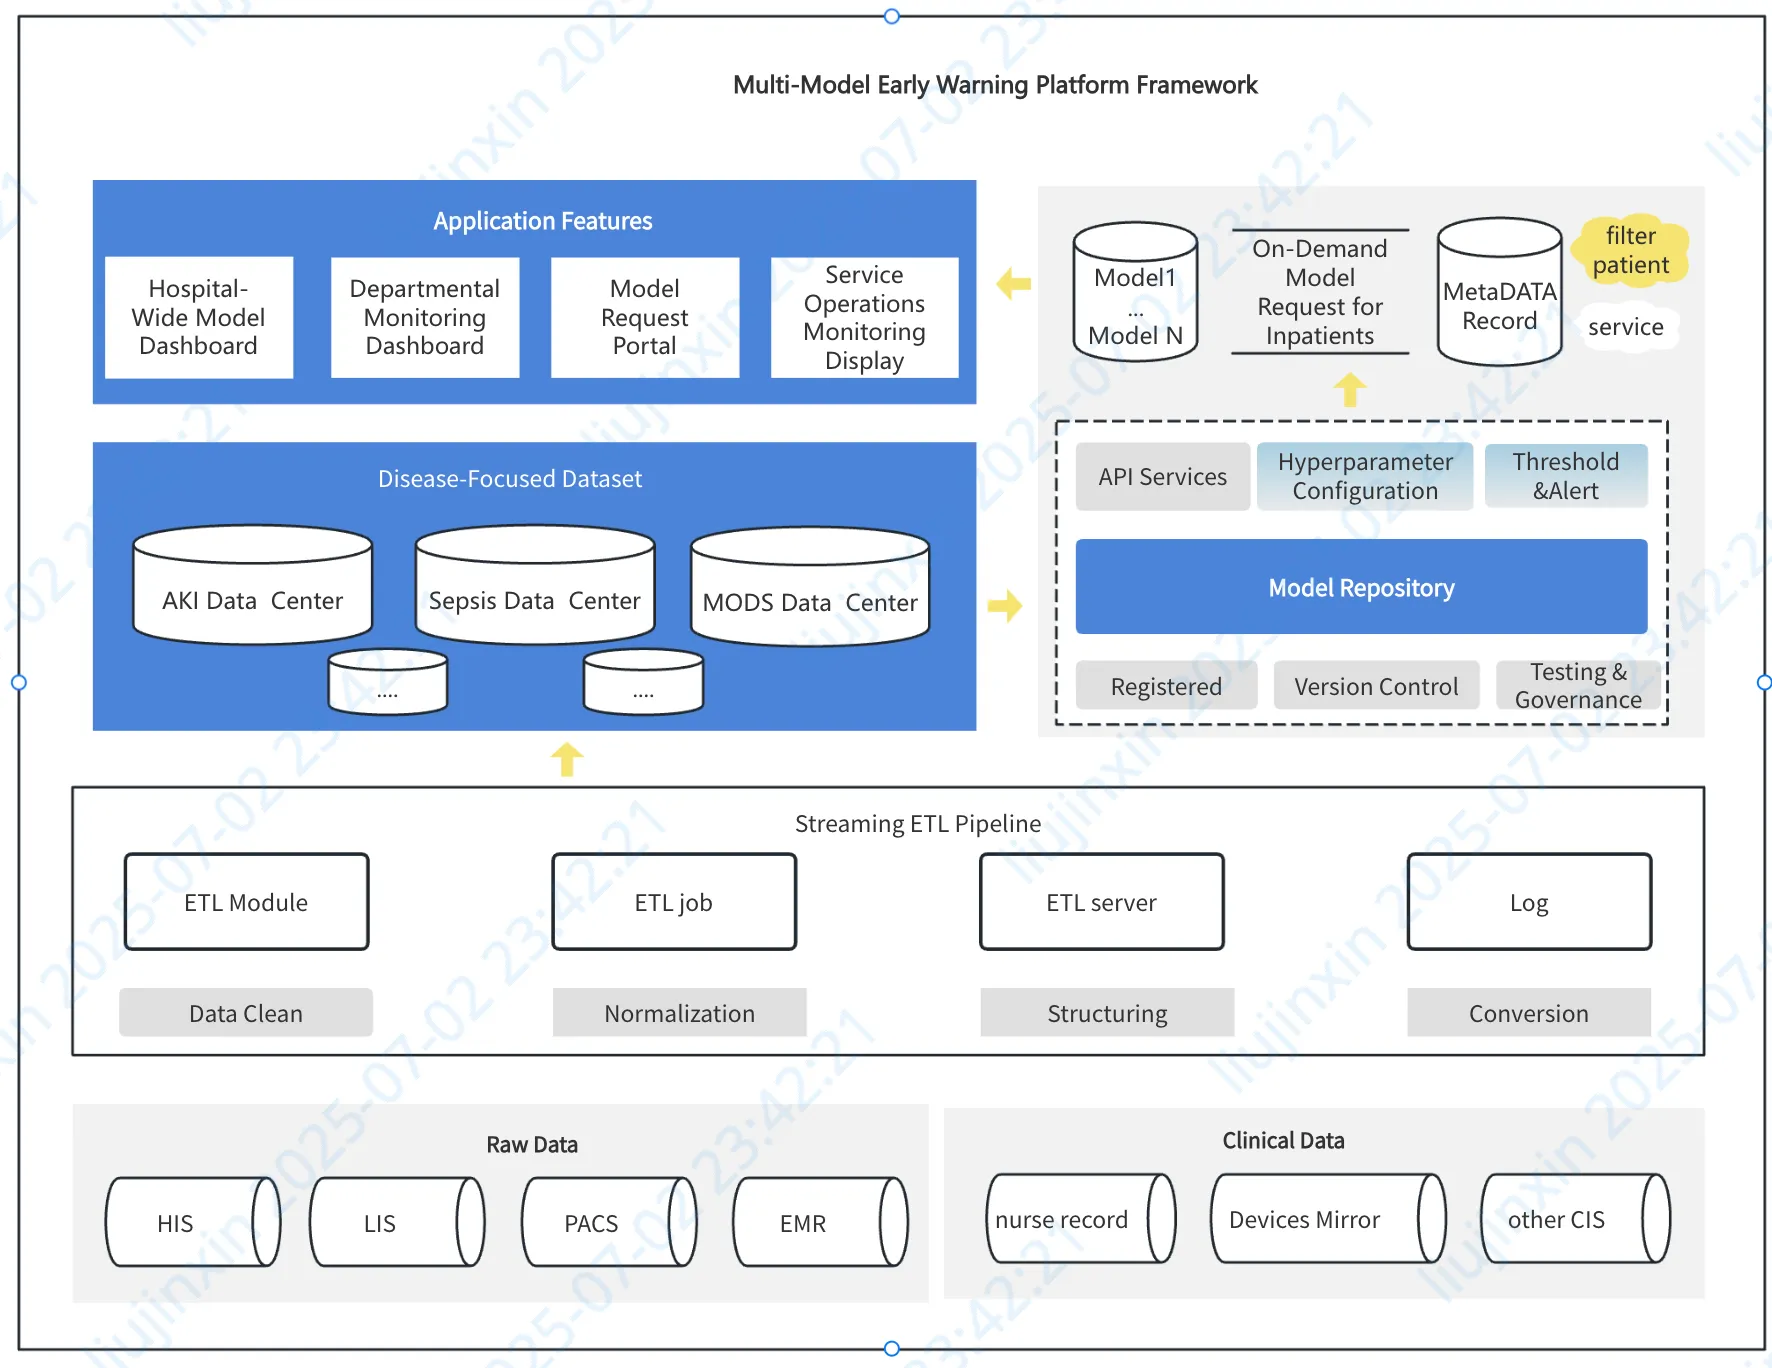 Multi-Model Early Warning Platform Framework
Application Features
Hospital-
Wide Model
Dashboard
Departmental
Monitoring
Dashboard
Model
Request
Portal
Service
Operations
Monitoring
Display
Model1
...
Model N
On-Demand
Model
Request for
Inpatients
MetaDATA
Record
filter
patient
service
Disease-Focused Dataset
AKI Data Center
Sepsis Data Center
MODS Data Center
....
....
API Services
Hyperparameter
Configuration
Threshold
&Alert
Model Repository
Registered
Version Control
Testing &
Governance
Streaming ETL Pipeline
ETL Module
ETL job
ETL server
Log
Data Clean
Normalization
Structuring
Conversion
Raw Data
HIS
LIS
PACS
EMR
Clinical Data
nurse record
Devices Mirror
other CIS
liujinxin 2025-07-02 23:42:21